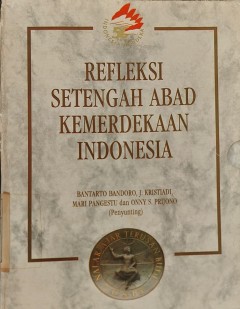 REFLEKSI
SETENGAH ABAD
KEMERDEKAAN
INDONESIA
BANTARTO BANDORO, J. KRISTIADI,
MARI PANGESTU dan ONNY S. PRIJONO
(Penyunting)